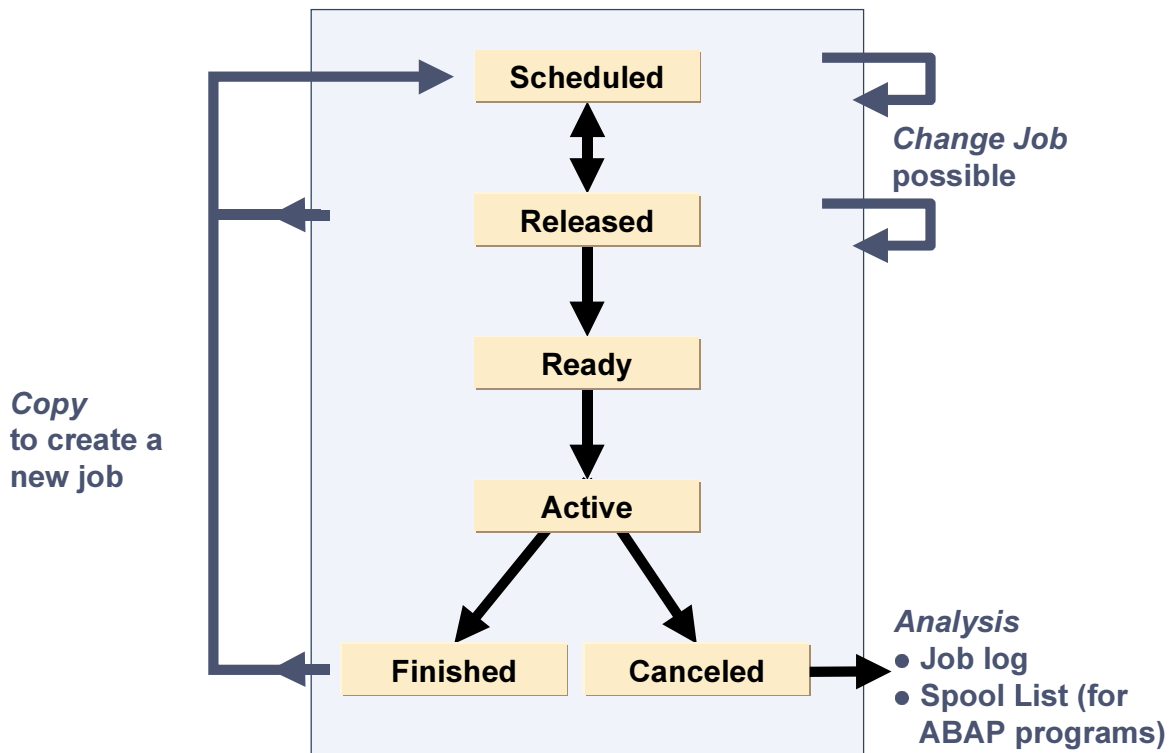 Scheduled
Change Job
possible
Released
Ready
Copy
to create a
new job
Active
Finished
Canceled
Analysis
● Job log
● Spool List (for
ABAP programs)